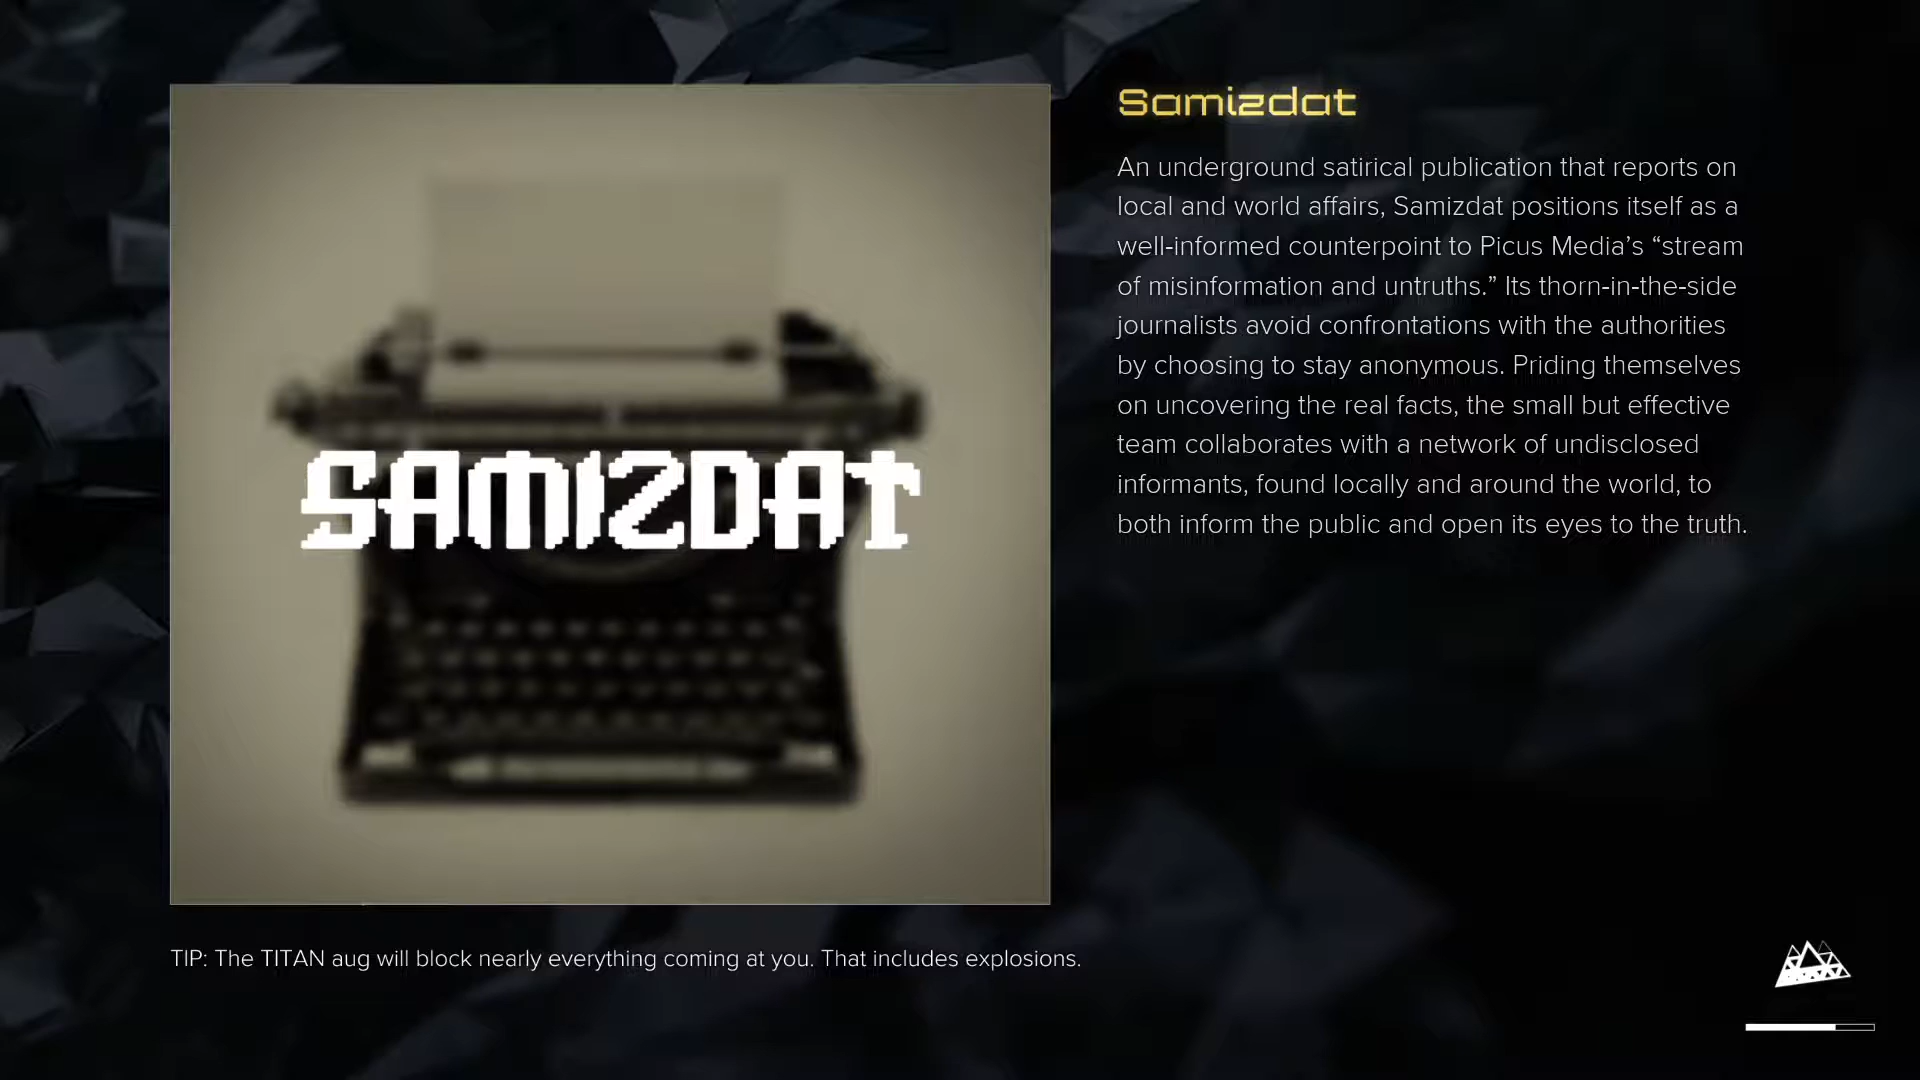 Samizdat
An underground satirical publication that reports on
local and world affairs, Samizdat positions itself as a
well-informed counterpoint to Picus Media’s “stream
of misinformation and untruths.” Its thorn-in-the-side
journalists avoid confrontations with the authorities
by choosing to stay anonymous. Priding themselves
on uncovering the real facts, the small but effective
team collaborates with a network of undisclosed
informants, found locally and around the world, to
both inform the public and open its eyes to the truth.
SAMIZDAT
TIP: The TITAN aug will block nearly everything coming at you. That includes explosions.